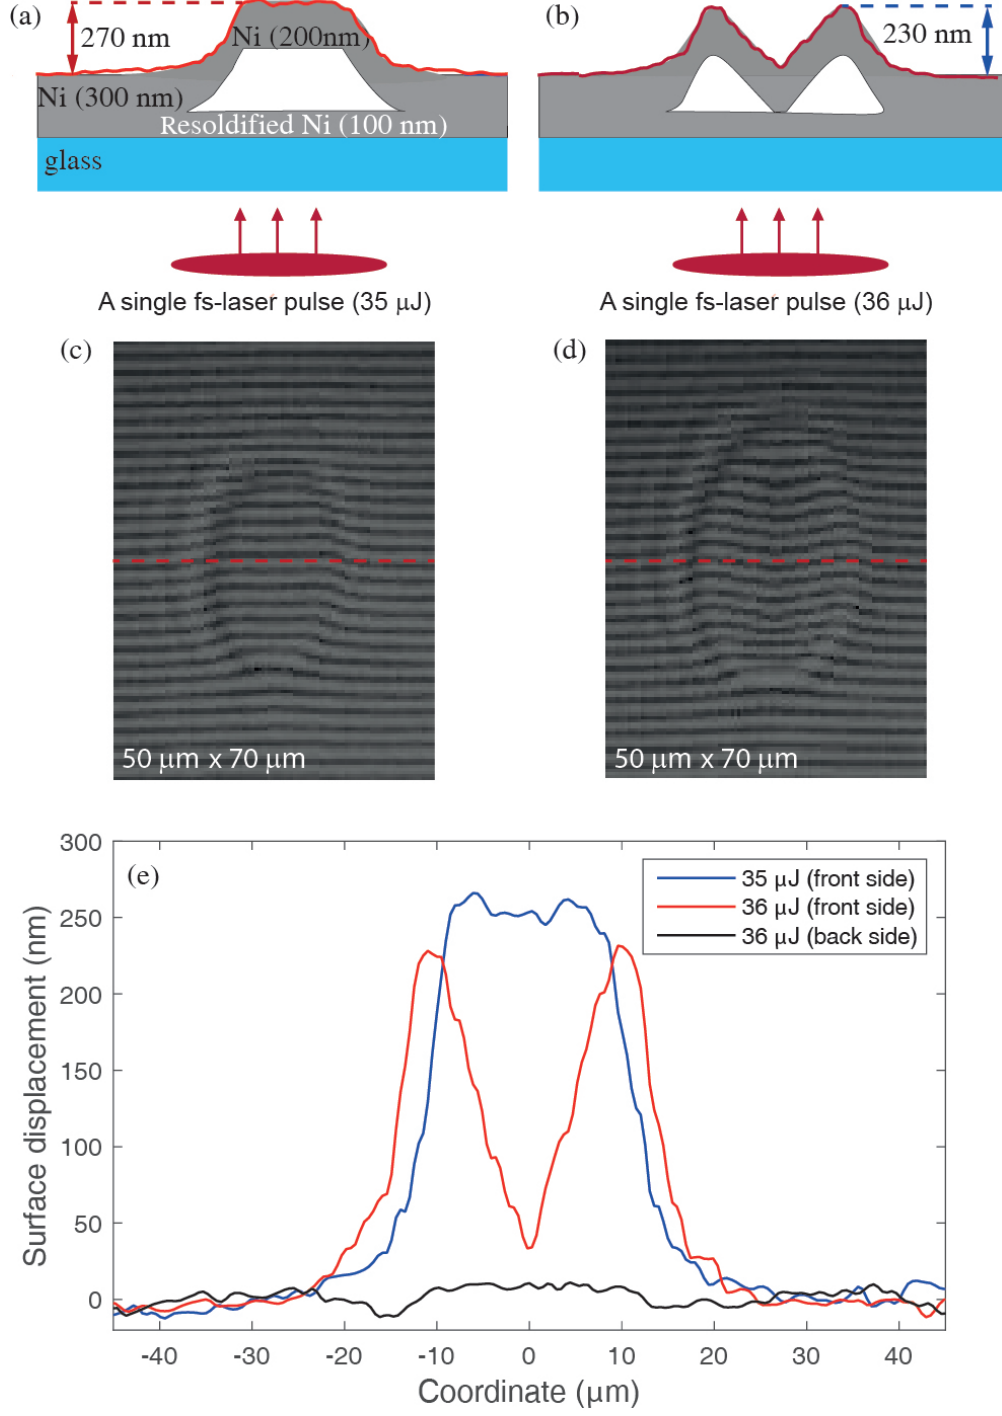 (a)
270 nm
Ni (200nm)
Ni (300 nm)
Resoldified Ni (100 nm)
glass
A single fs-laser pulse (35 μJ)
(b)
230 nm
A single fs-laser pulse (36 μJ)
(c)
50 μm x 70 μm
(d)
50 μm x 70 μm
(e)
35 μJ (front side)
36 μJ (front side)
36 μJ (back side)
Surface displacement (nm)
300
250
200
150
100
50
0
-40 -30 -20 -10 0 10 20 30 40
Coordinate (μm)